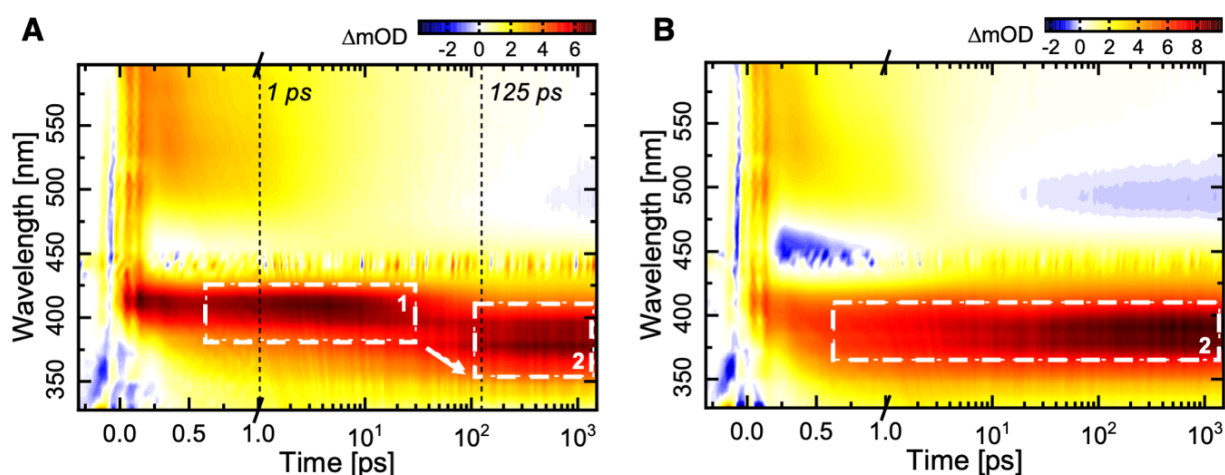 A
ΔmOD
-2 0 2 4 6
1 ps
125 ps
Wavelength [nm]
550
500
450
400
350
1
2
0.0 0.5 1.0 10¹ 10² 10³
Time [ps]
B
ΔmOD
-2 0 2 4 6 8
Wavelength [nm]
550
500
450
400
350
2
0.0 0.5 1.0 10¹ 10² 10³
Time [ps]